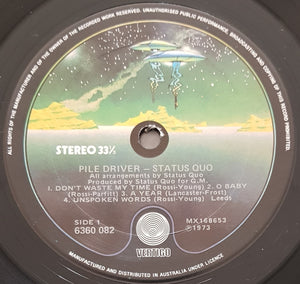 ALL RIGHTS OF THE MANUFACTURER AND OF THE OWNER OF THE RECORDED WORK RESERVED. UNAUTHORISED PUBLIC PERFORMANCE, BROADCASTING AND COPYING OF THIS RECORD PROHIBITED.
STEREO 33⅓
PILE DRIVER – STATUS QUO
All arrangements by Status Quo
Produced by Status Quo for G.M.
1. DON'T WASTE MY TIME (Rossi-Young) 2. O BABY
(Rossi-Parfitt) 3. A YEAR (Lancaster-Frost)
4. UNSPOKEN WORDS (Rossi-Young) Leeds
SIDE 1
6360 082
MX168653
℗1973
VERTIGO
MANUFACTURED AND DISTRIBUTED IN AUSTRALIA UNDER LICENCE